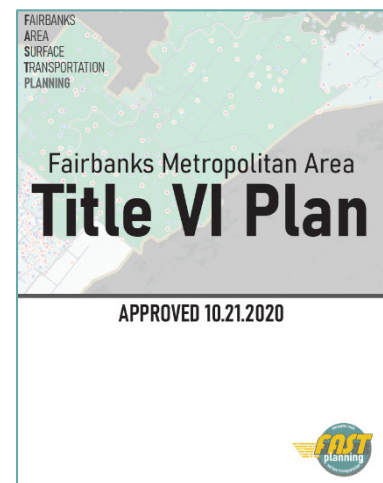 FAIRBANKS
AREA
SURFACE
TRANSPORTATION
PLANNING
Fairbanks Metropolitan Area
Title VI Plan
APPROVED 10.21.2020
FAST
planning